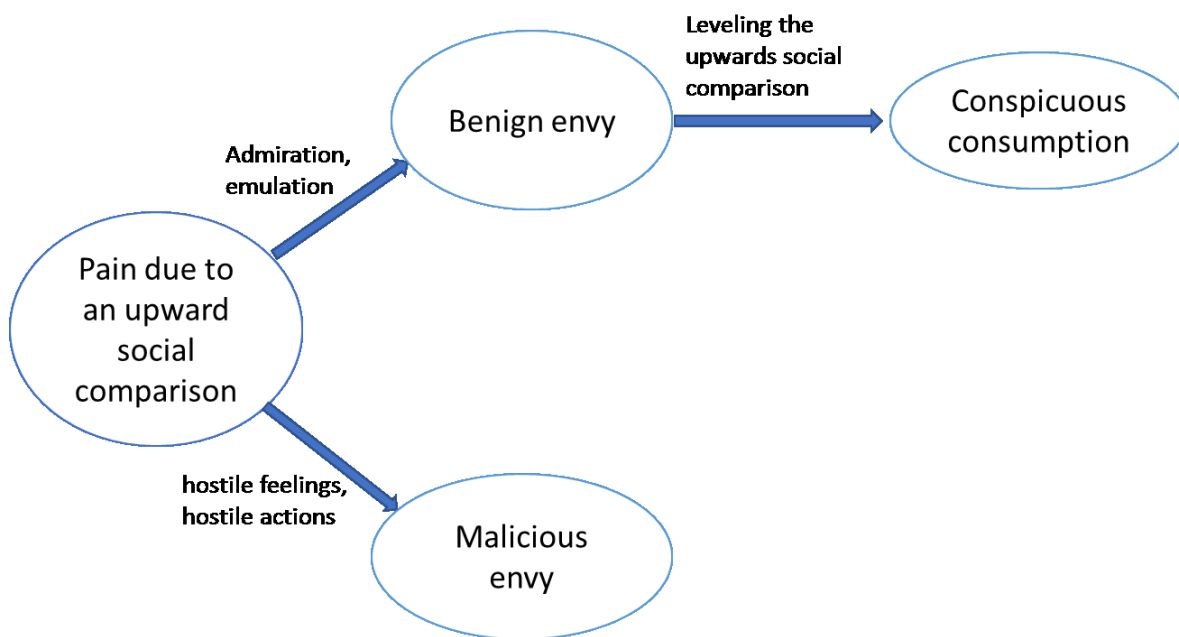 Leveling the
upwards social
comparison
Benign envy
Conspicuous
consumption
Admiration,
emulation
Pain due to
an upward
social
comparison
hostile feelings,
hostile actions
Malicious
envy